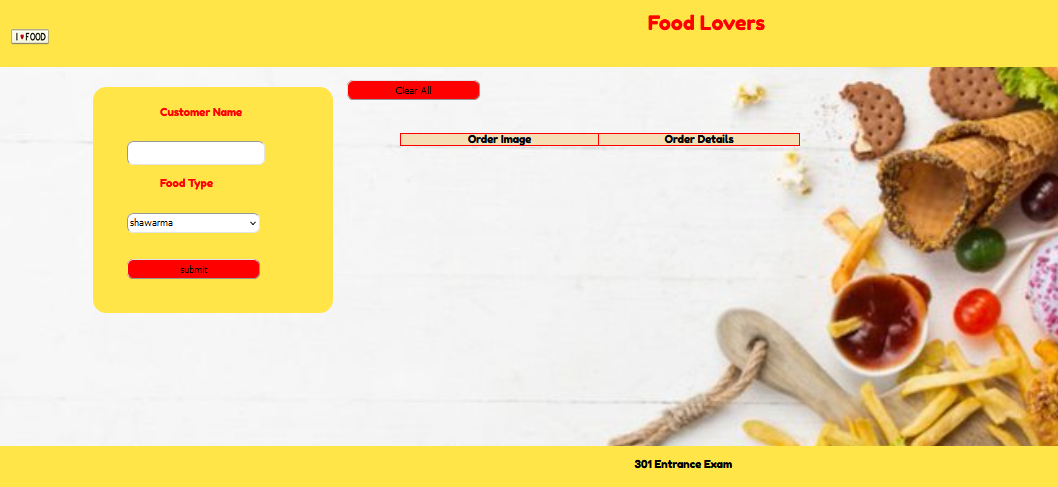 I ♥ FOOD
Food Lovers
Customer Name
Food Type
shawarma
submit
Clear All
Order Image
Order Details
301 Entrance Exam